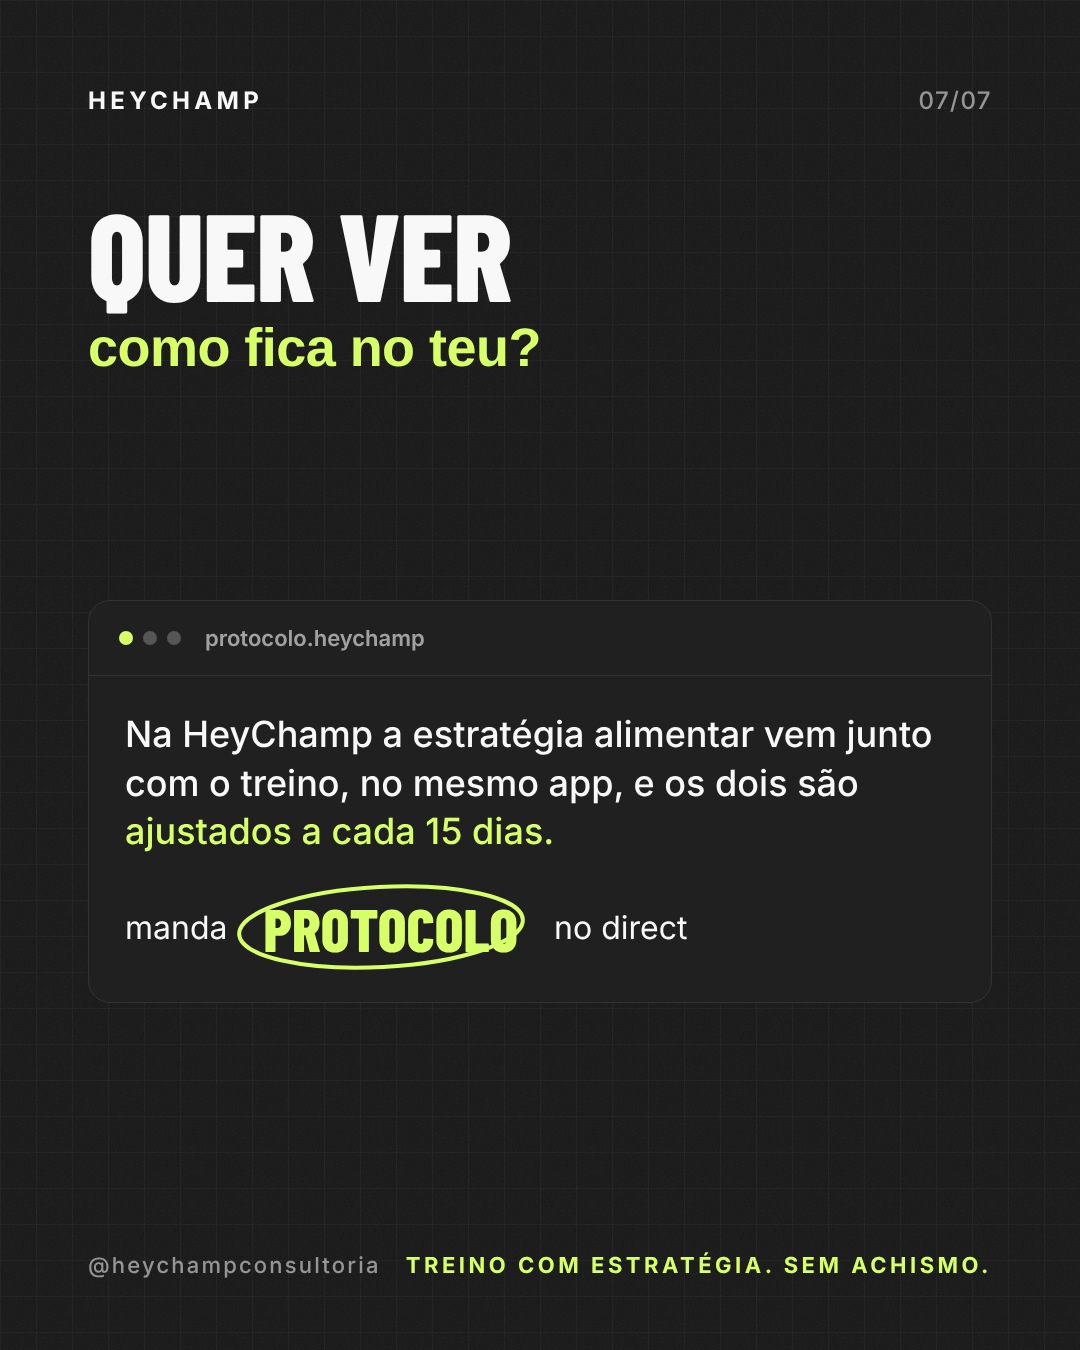 HEYCHAMP
07/07
QUER VER
como fica no teu?
protocolo.heychamp
Na HeyChamp a estratégia alimentar vem junto
com o treino, no mesmo app, e os dois são
ajustados a cada 15 dias.
manda PROTOCOLO no direct
@heychampconsultoria TREINO COM ESTRATÉGIA. SEM ACHISMO.